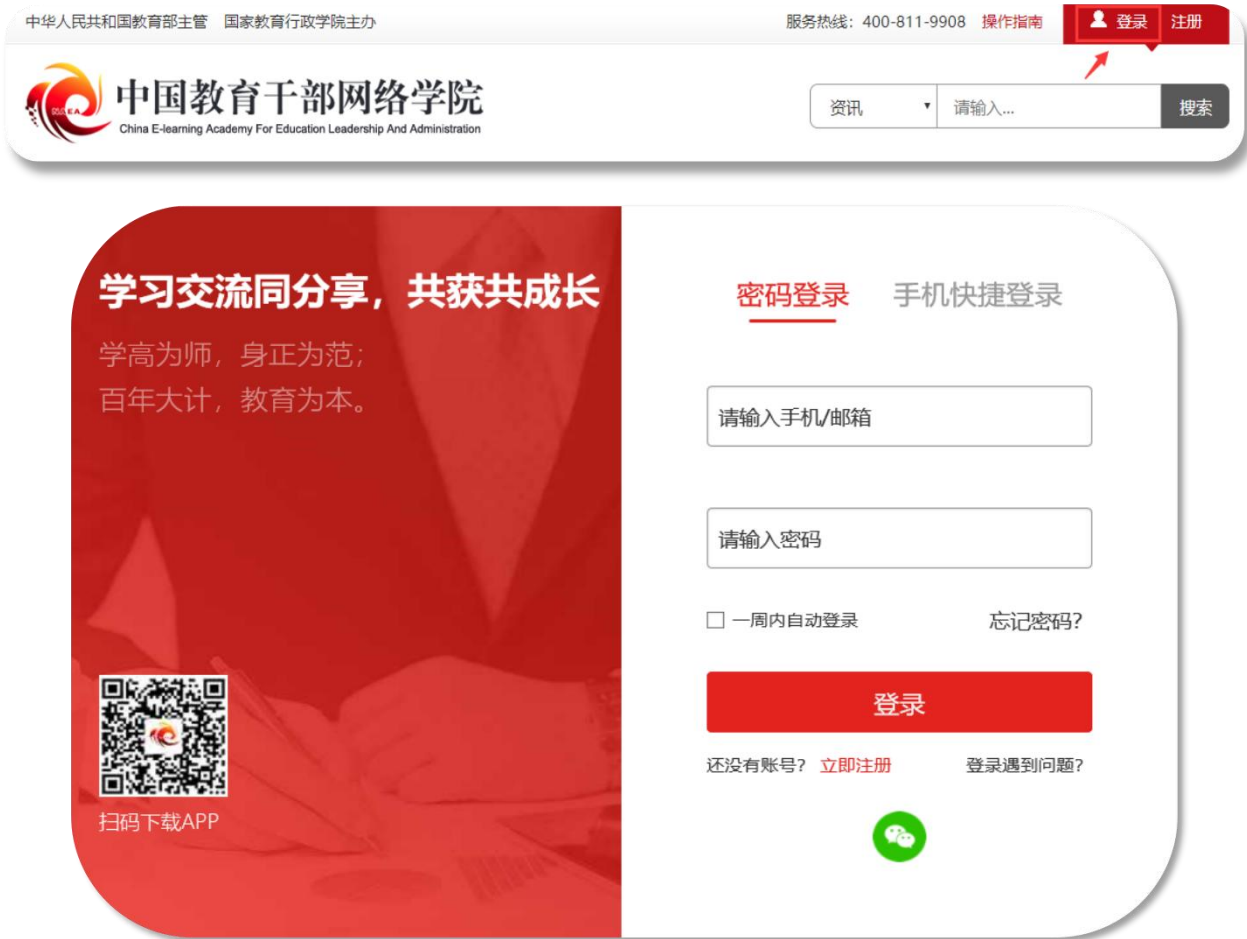 中华人民共和国教育部主管 国家教育行政学院主办
服务热线：400-811-9908 操作指南 登录 注册
中国教育干部网络学院
China E-learning Academy For Education Leadership And Administration
资讯 请输入... 搜索
学习交流同分享，共获共成长
学高为师，身正为范；
百年大计，教育为本。
扫码下载APP
密码登录 手机快捷登录
请输入手机/邮箱
请输入密码
一周内自动登录 忘记密码?
登录
还没有账号? 立即注册 登录遇到问题?